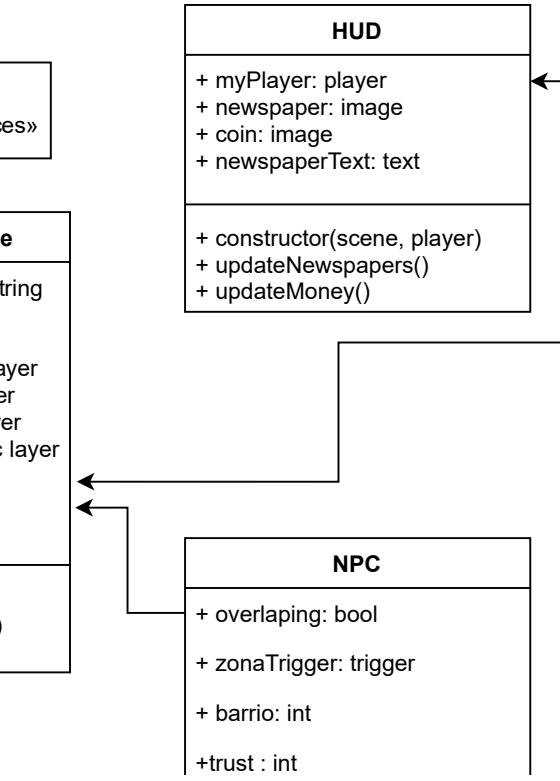 HUD
+ myPlayer: player
+ newspaper: image
+ coin: image
+ newspaperText: text
+ constructor(scene, player)
+ updateNewspapers()
+ updateMoney()
layer
NPC
+ overlaping: bool
+ zonaTrigger: trigger
+ barrio: int
+trust : int